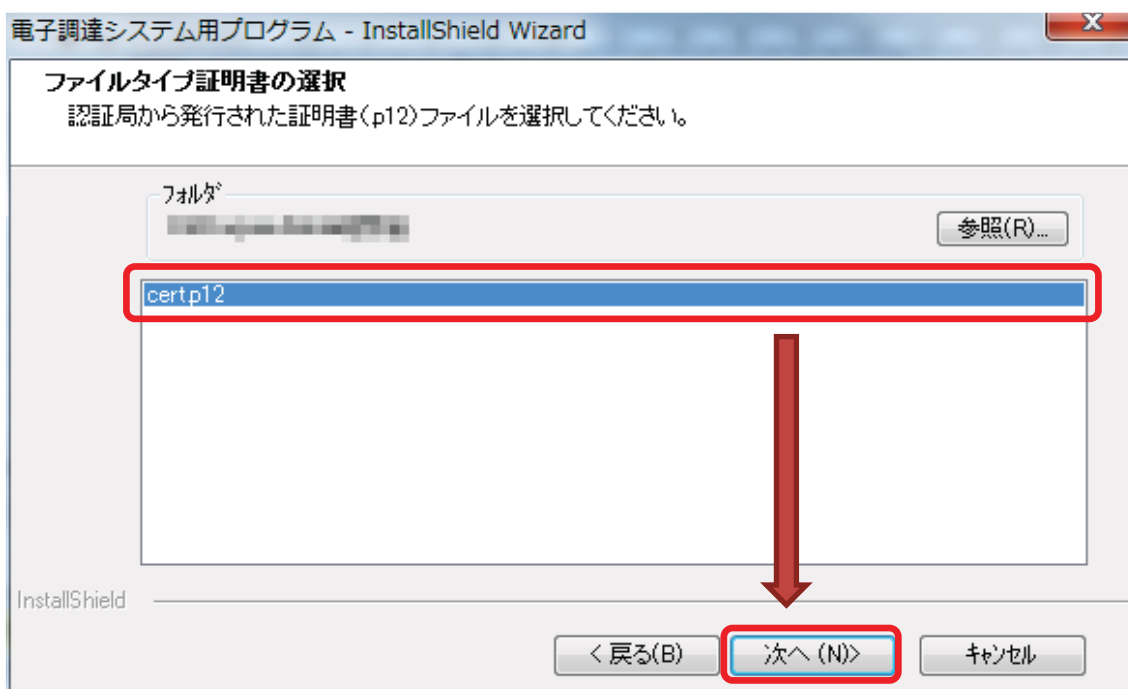 電子調達システム用プログラム - InstallShield Wizard
X
ファイルタイプ証明書の選択
認証局から発行された証明書(p12)ファイルを選択してください。
フォルダ
参照(R)...
cert.p12
InstallShield
< 戻る(B)
次へ (N)>
キャンセル